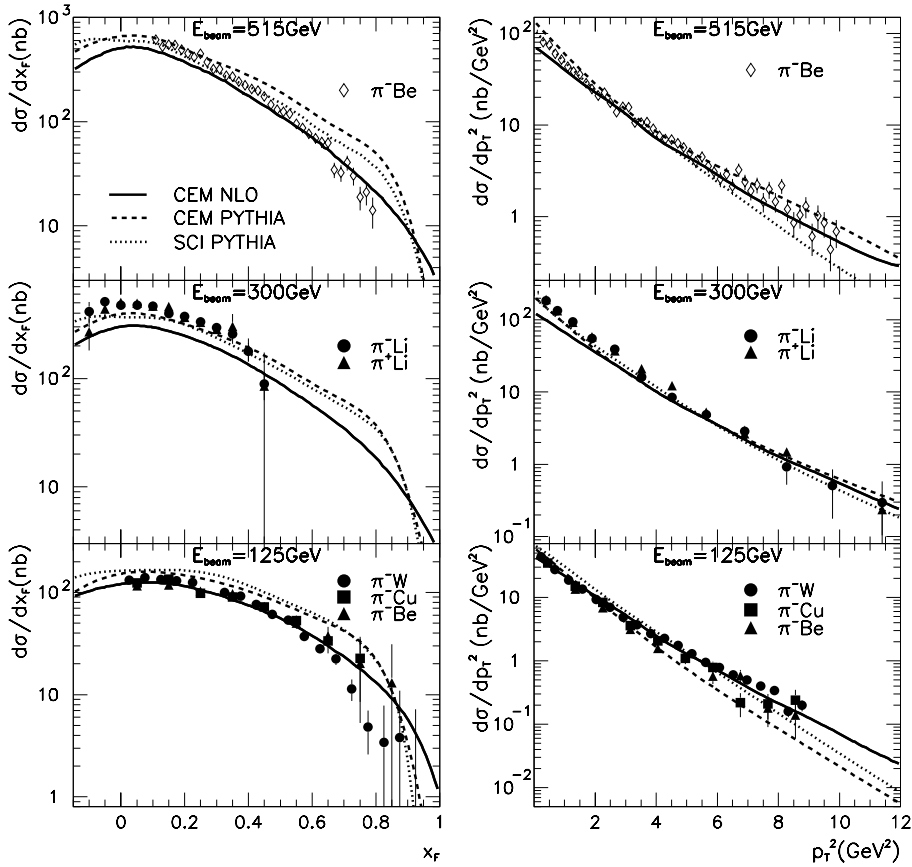 dσ/dx_F(nb)
10³
10²
10
E_beam=515GeV
π⁻Be
CEM NLO
CEM PYTHIA
SCI PYTHIA
dσ/dp_T² (nb/GeV²)
10²
10
1
E_beam=515GeV
π⁻Be
dσ/dx_F(nb)
10²
10
E_beam=300GeV
π⁻Li
π⁺Li
dσ/dp_T² (nb/GeV²)
10²
10
1
10⁻¹
E_beam=300GeV
π⁻Li
π⁺Li
dσ/dx_F(nb)
10²
10
1
E_beam=125GeV
π⁻W
π⁻Cu
π⁻Be
0 0.2 0.4 0.6 0.8 1
x_F
dσ/dp_T² (nb/GeV²)
10
1
10⁻¹
10⁻²
E_beam=125GeV
π⁻W
π⁻Cu
π⁻Be
2 4 6 8 10 12
p_T²(GeV²)